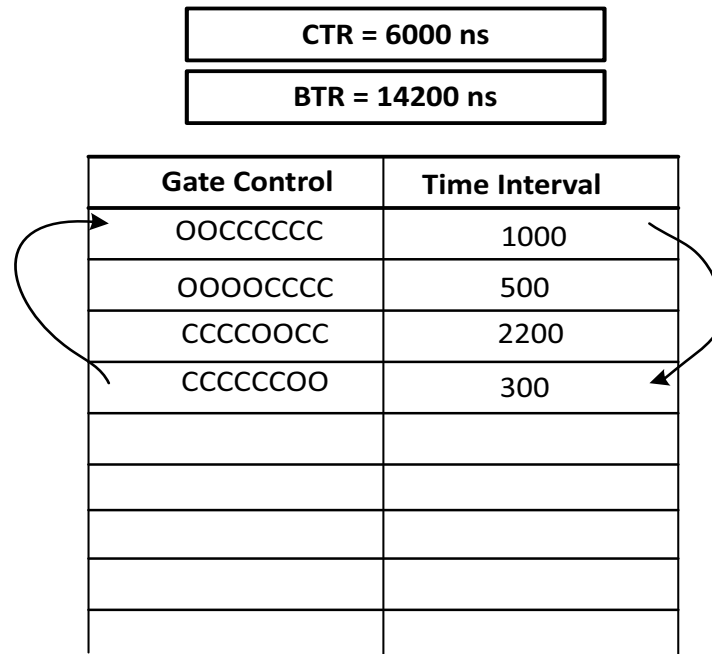 CTR = 6000 ns
BTR = 14200 ns
Gate Control Time Interval
OOCCCCCC 1000
OOOOCCCC 500
CCCCOOCC 2200
CCCCCCOO 300